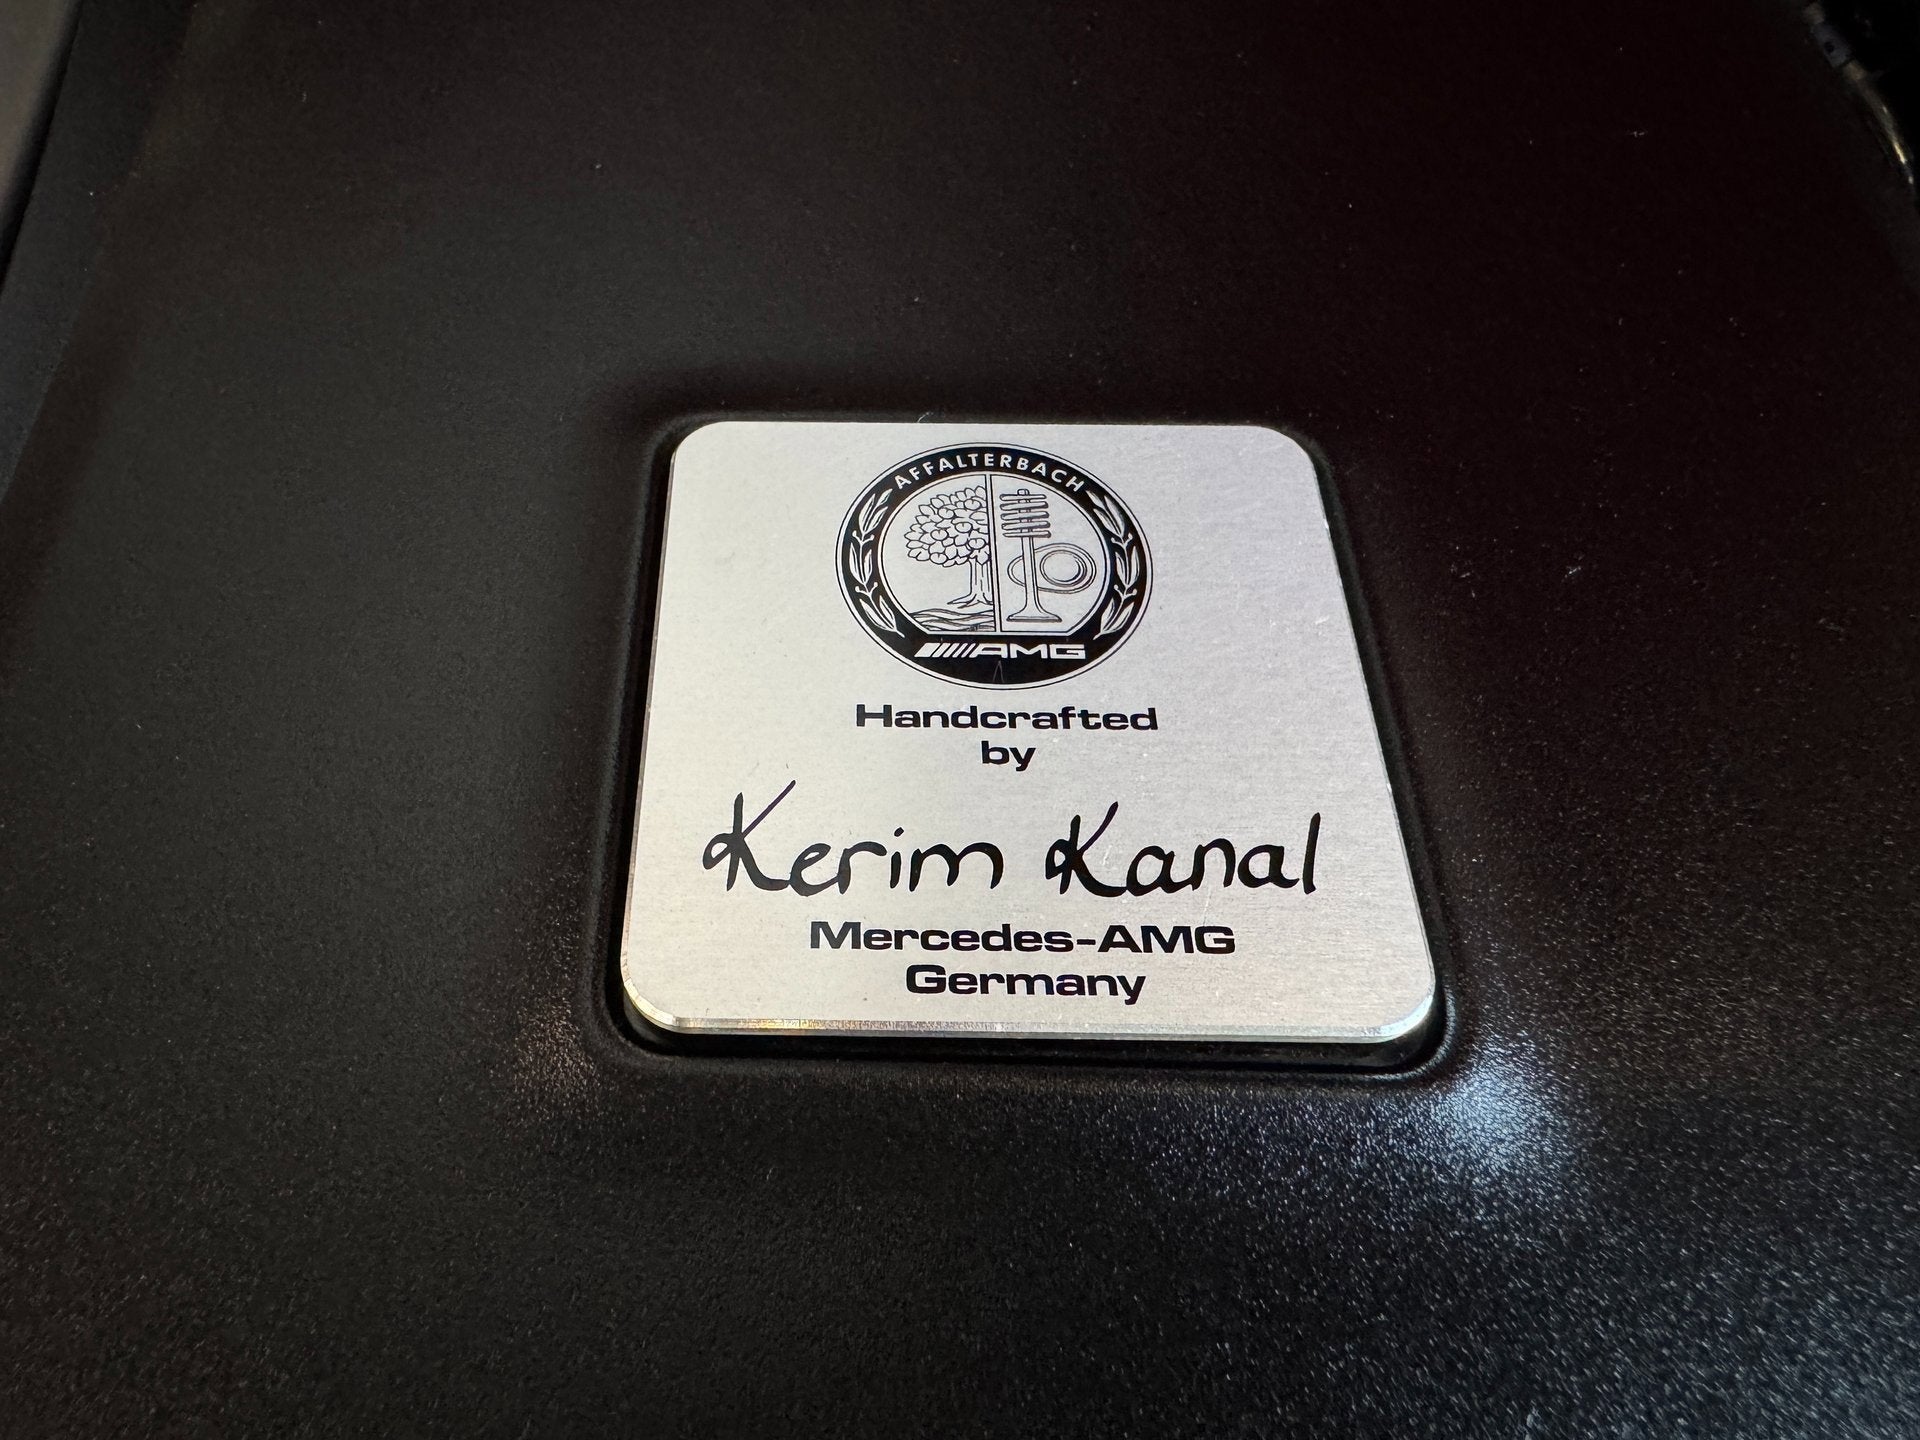 AFFALTERBACH
AMG
Handcrafted
by
Kerim Kanal
Mercedes-AMG
Germany